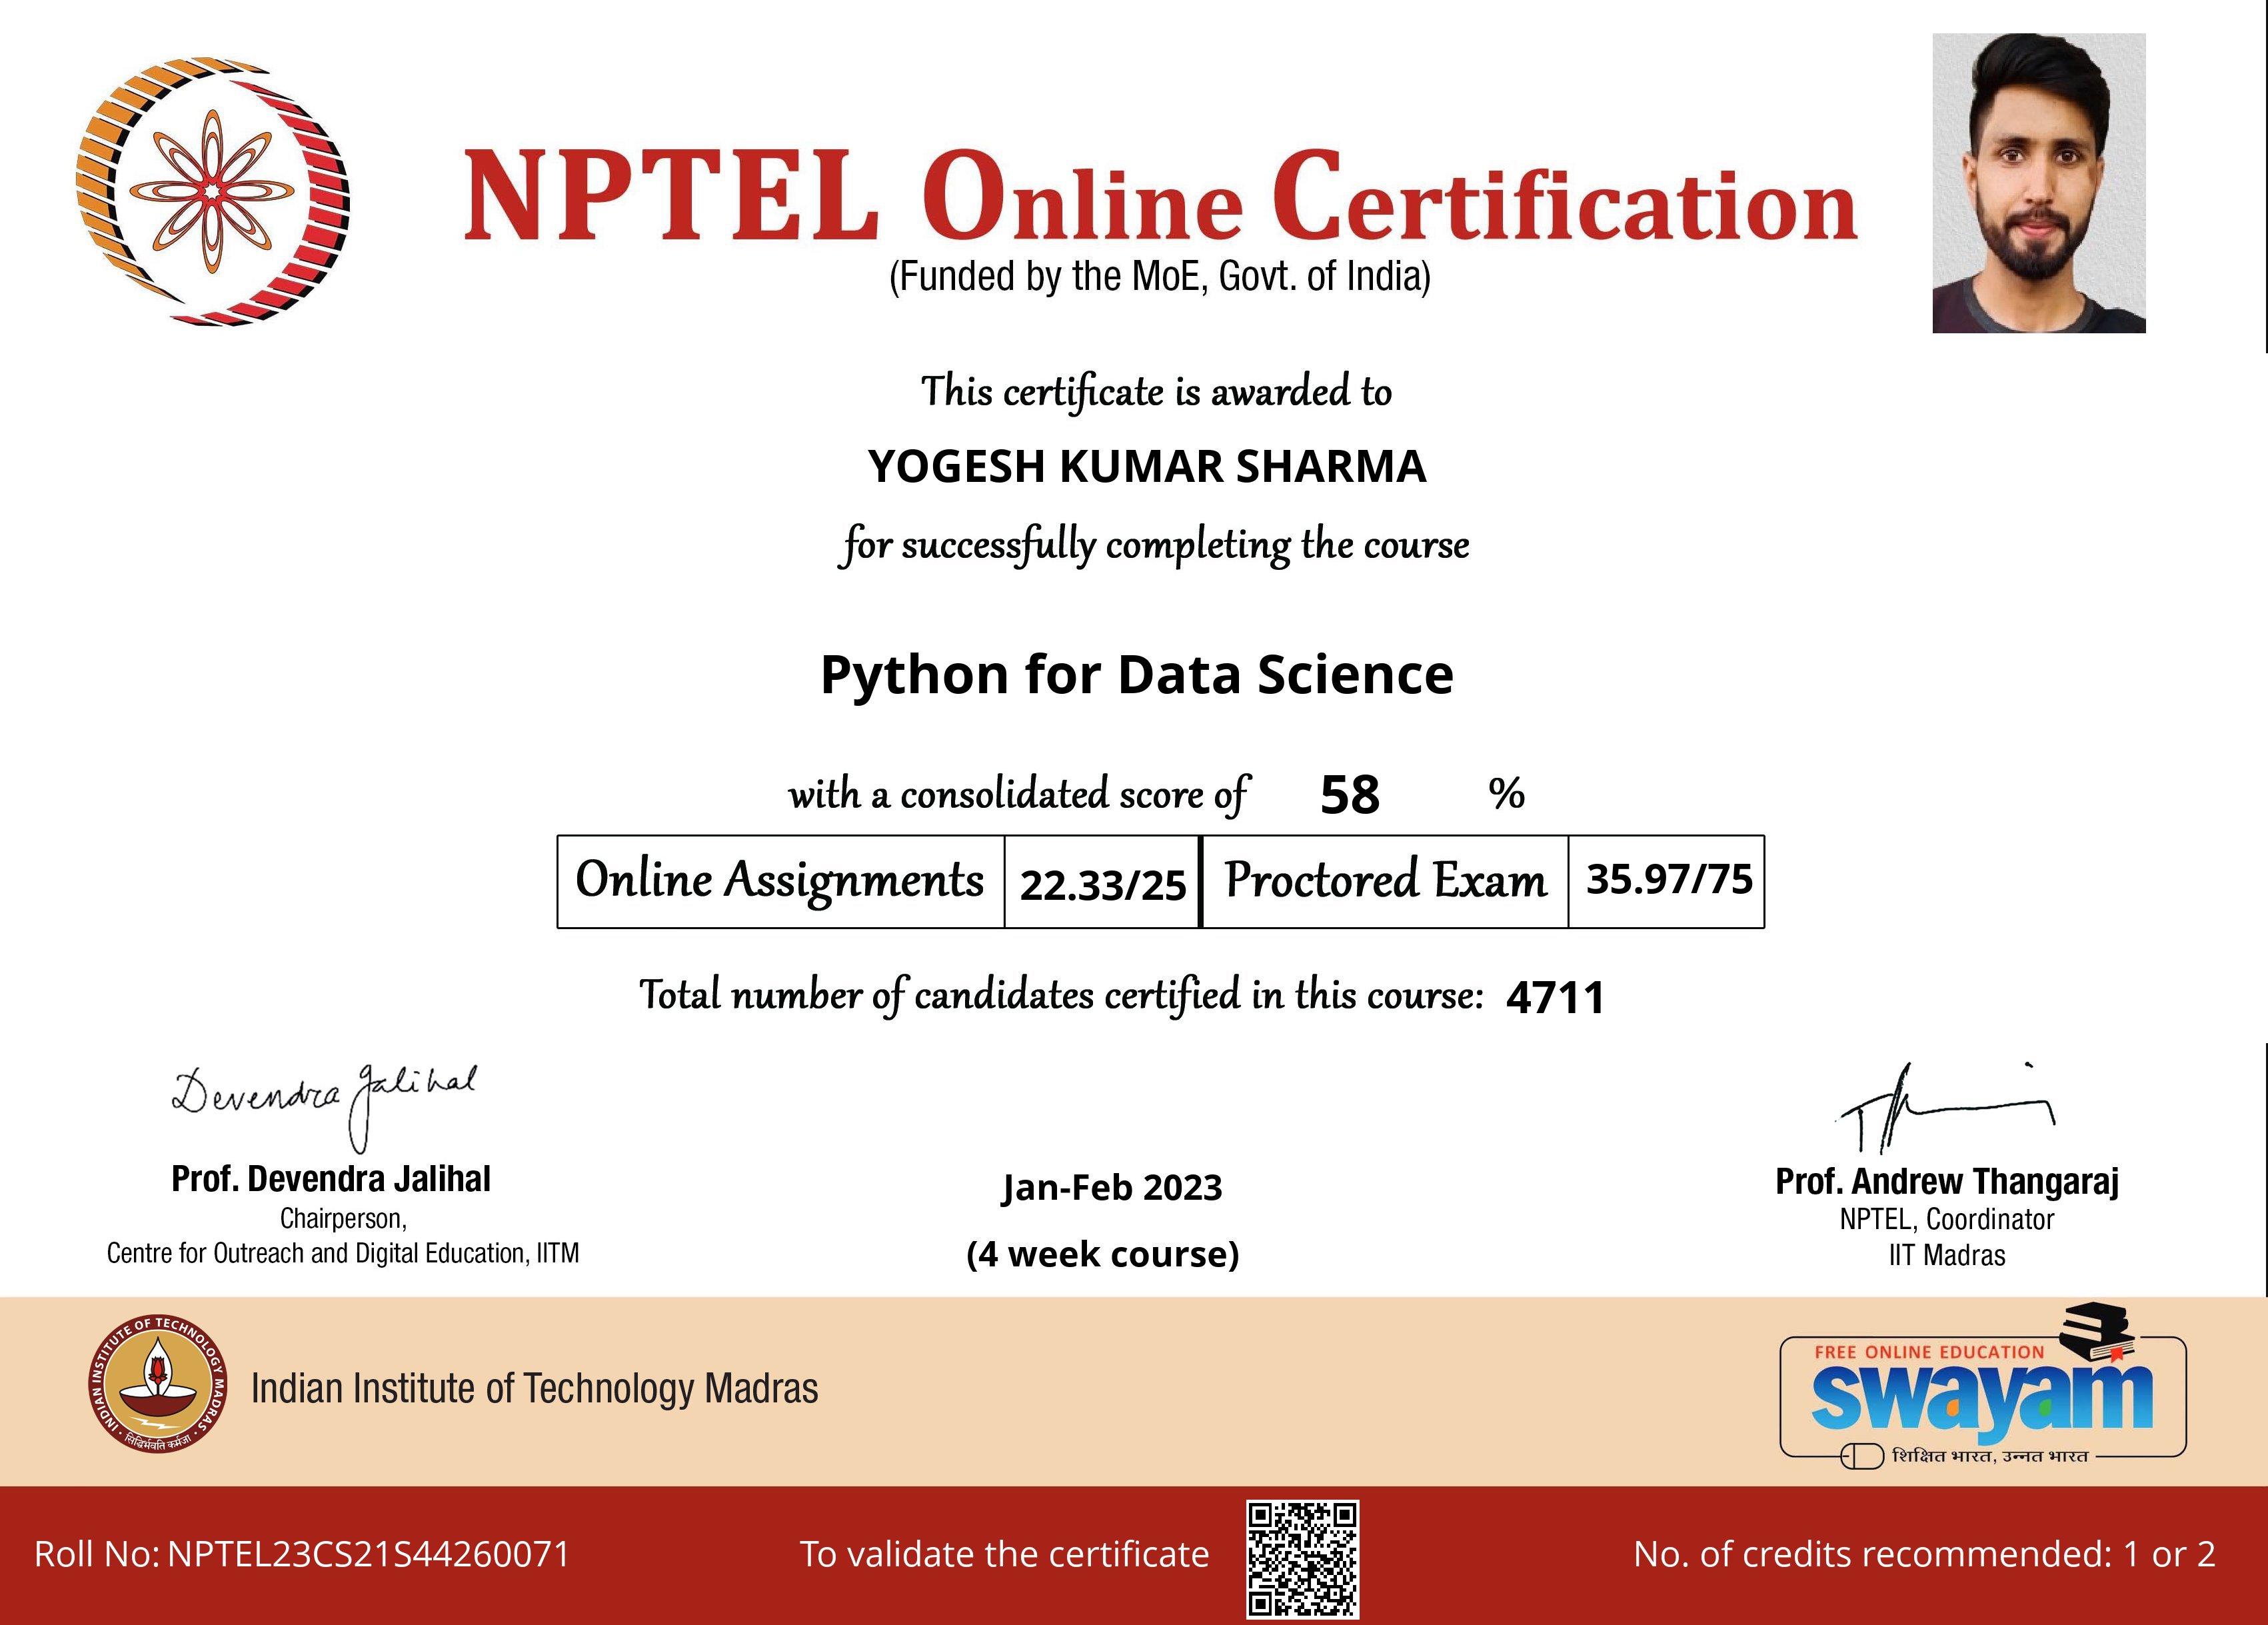 NPTEL Online Certification
(Funded by the MoE, Govt. of India)
This certificate is awarded to
YOGESH KUMAR SHARMA
for successfully completing the course
Python for Data Science
with a consolidated score of 58 %
Online Assignments 22.33/25 Proctored Exam 35.97/75
Total number of candidates certified in this course: 4711
Devendra Jalihal
Prof. Devendra Jalihal
Chairperson,
Centre for Outreach and Digital Education, IITM
Jan-Feb 2023
(4 week course)
Prof. Andrew Thangaraj
NPTEL, Coordinator
IIT Madras
INDIAN INSTITUTE OF TECHNOLOGY MADRAS
सिद्धिर्भवति कर्मजा
Indian Institute of Technology Madras
FREE ONLINE EDUCATION
swayam
शिक्षित भारत, उन्नत भारत
Roll No: NPTEL23CS21S44260071
To validate the certificate
No. of credits recommended: 1 or 2